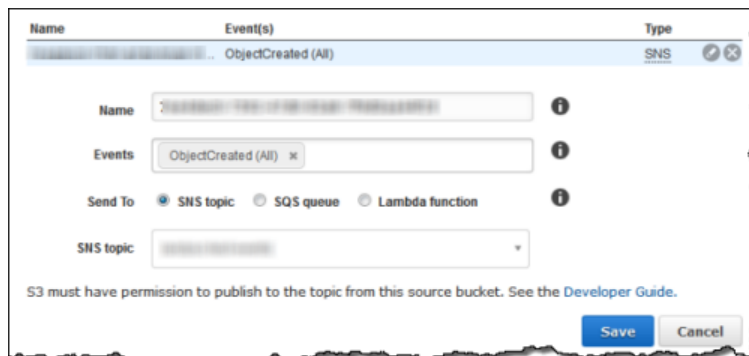 Name Event(s) Type
ObjectCreated (All) SNS
Name
Events ObjectCreated (All) ×
Send To SNS topic SQS queue Lambda function
SNS topic
S3 must have permission to publish to the topic from this source bucket. See the Developer Guide.
Save Cancel